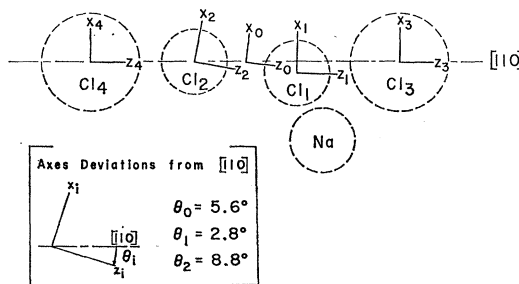 x₄ x₂ x₀ x₁ x₃
z₄ z₂ z₀ z₁ z₃ [110]
Cl₄ Cl₂ Cl₁ Cl₃
Na
Axes Deviations from [110]
xᵢ
[110]
θᵢ
zᵢ
θ₀ = 5.6°
θ₁ = 2.8°
θ₂ = 8.8°